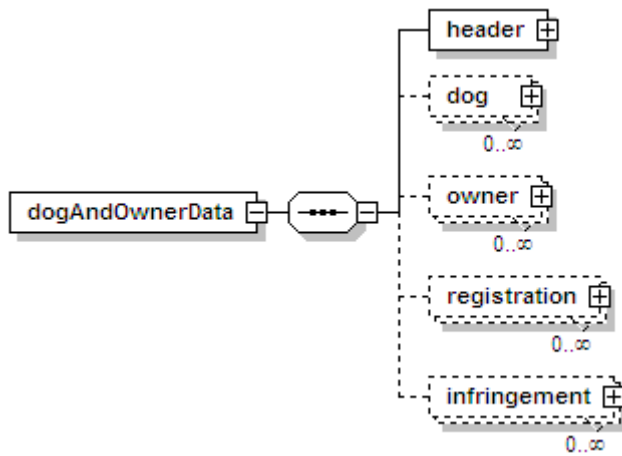 header
dog
0..∞
owner
0..∞
dogAndOwnerData
registration
0..∞
infringement
0..∞